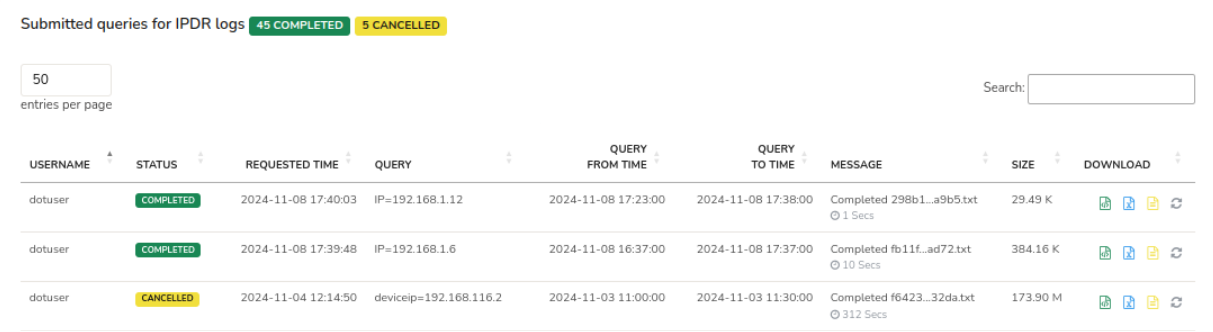 Submitted queries for IPDR logs 45 COMPLETED 5 CANCELLED
50
entries per page
Search:
USERNAME STATUS REQUESTED TIME QUERY QUERY FROM TIME QUERY TO TIME MESSAGE SIZE DOWNLOAD
dotuser COMPLETED 2024-11-08 17:40:03 IP=192.168.1.12 2024-11-08 17:23:00 2024-11-08 17:38:00 Completed 298b1...a9b5.txt 29.49 K
1 Secs
dotuser COMPLETED 2024-11-08 17:39:48 IP=192.168.1.6 2024-11-08 16:37:00 2024-11-08 17:37:00 Completed fb11f...ad72.txt 384.16 K
10 Secs
dotuser CANCELLED 2024-11-04 12:14:50 deviceip=192.168.116.2 2024-11-03 11:00:00 2024-11-03 11:30:00 Completed f6423...32da.txt 173.90 M
312 Secs